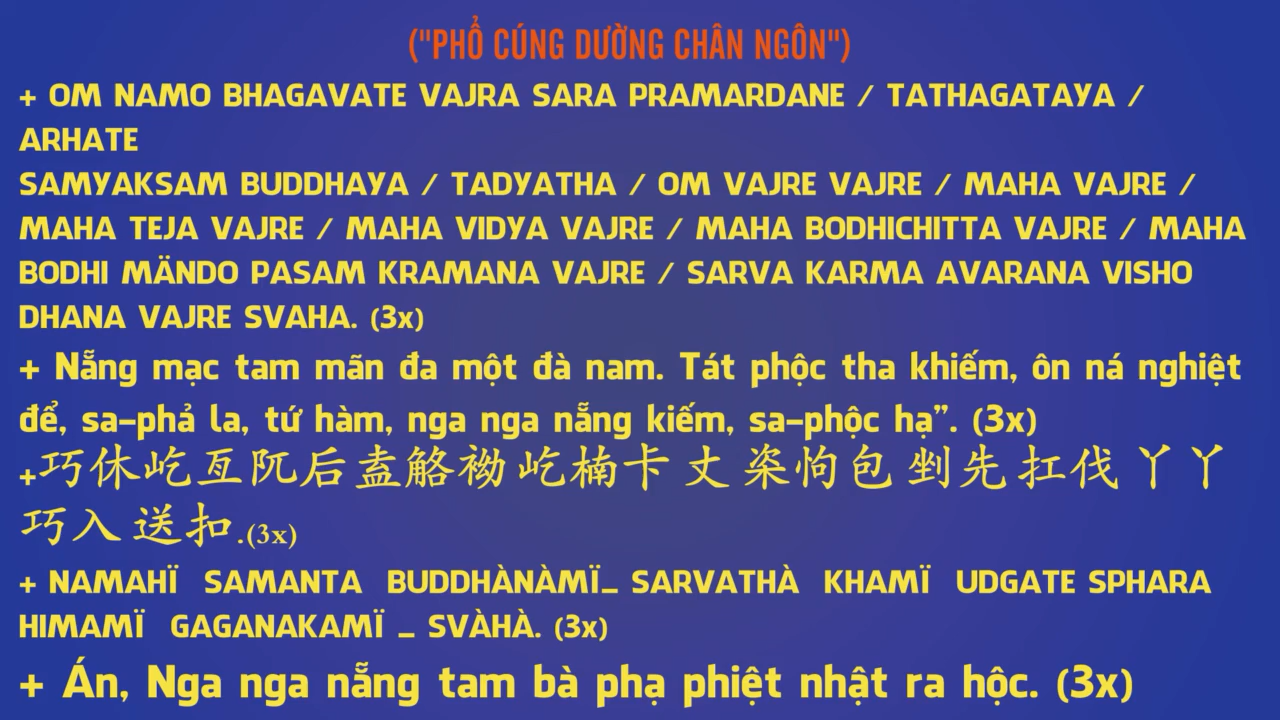 ("PHỔ CÚNG DƯỜNG CHÂN NGÔN")
+ OM NAMO BHAGAVATE VAJRA SARA PRAMARDANE / TATHAGATAYA /
ARHATE
SAMYAKSAM BUDDHAYA / TADYATHA / OM VAJRE VAJRE / MAHA VAJRE /
MAHA TEJA VAJRE / MAHA VIDYA VAJRE / MAHA BODHICHITTA VAJRE / MAHA
BODHI MÄNDO PASAM KRAMANA VAJRE / SARVA KARMA AVARANA VISHO
DHANA VAJRE SVAHA. (3x)
+ Nẵng mạc tam mãn đa một đà nam. Tát phộc tha khiếm, ôn ná nghiệt
để, sa-phả la, tứ hàm, nga nga nẵng kiếm, sa-phộc hạ”. (3x)
+巧休屹亙阢后盍觡袎屹楠卡丈楶怐包剉先扛伐丫丫
巧入送扣.(3x)
+ NAMAHÏ SAMANTA BUDDHÀNÀMÏ_ SARVATHÀ KHAMÏ UDGATE SPHARA
HIMAMÏ GAGANAKAMÏ _ SVÀHÀ. (3x)
+ Án, Nga nga nẵng tam bà phạ phiệt nhật ra hộc. (3x)